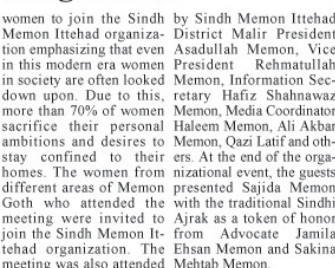 women to join the Sindh
Memon Ittehad organiza-
tion emphasizing that even
in this modern era women
in society are often looked
down upon. Due to this,
more than 70% of women
sacrifice their personal
ambitions and desires to
stay confined to their
homes. The women from
different areas of Memon
Goth who attended the
meeting were invited to
join the Sindh Memon It-
tehad organization. The
meeting was also attended
by Sindh Memon Ittehad
District Malir President
Asadullah Memon, Vice
President Rehmatullah
Memon, Information Sec-
retary Hafiz Shahnawaz
Memon, Media Coordinator
Haleem Memon, Ali Akbar
Memon, Qazi Latif and oth-
ers. At the end of the orga-
nizational event, the guests
presented Sajida Memon
with the traditional Sindhi
Ajrak as a token of honor
from Advocate Jamila
Ehsan Memon and Sakina
Mehtab Memon.